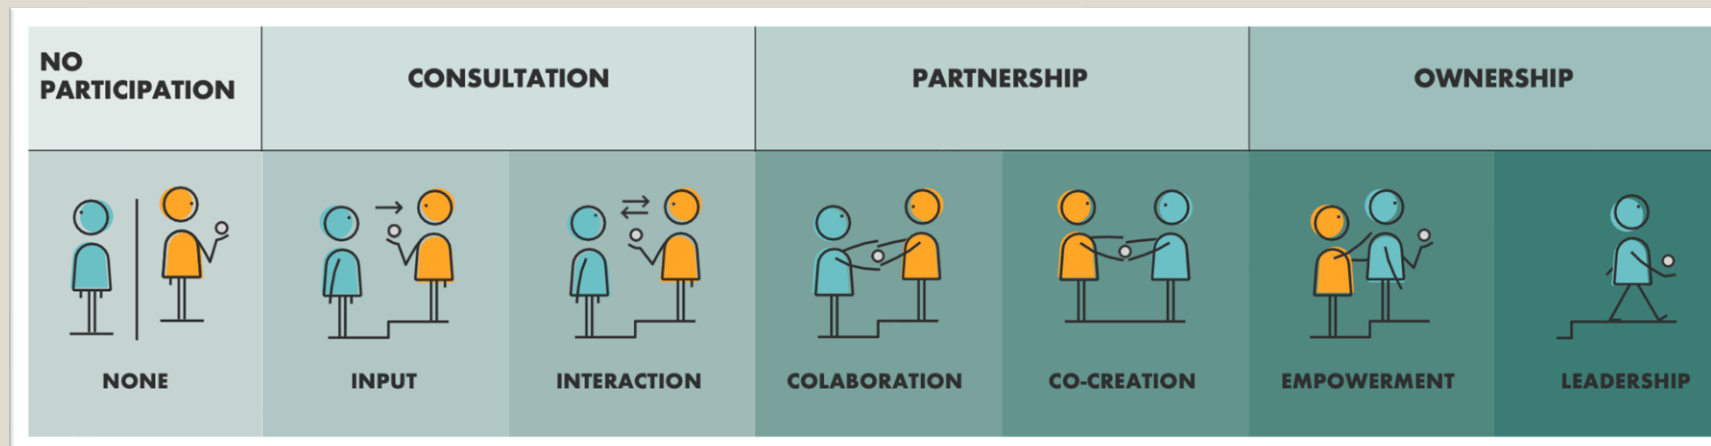 NO
PARTICIPATION
CONSULTATION
PARTNERSHIP
OWNERSHIP
NONE
INPUT
INTERACTION
COLABORATION
CO-CREATION
EMPOWERMENT
LEADERSHIP